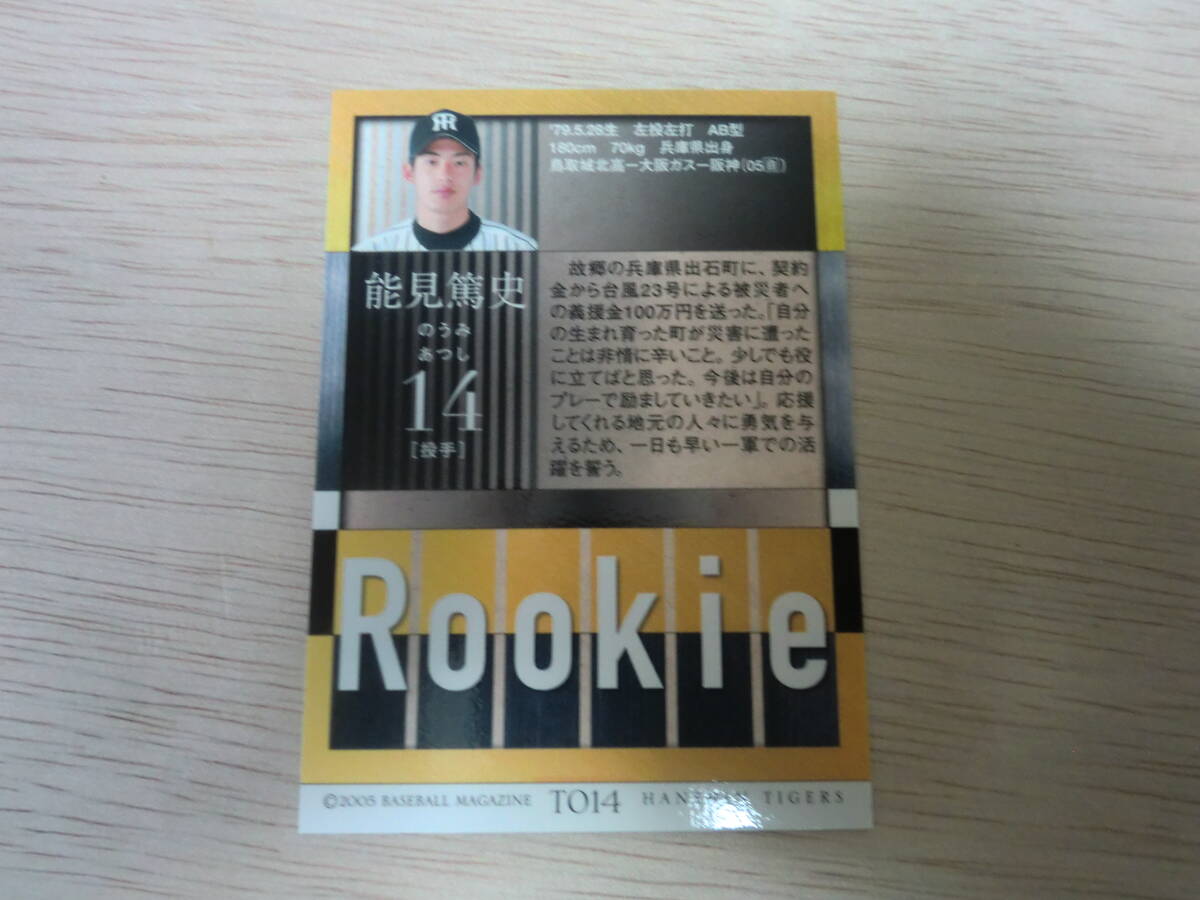 '79.5.28生 左投左打 AB型
180cm 70kg 兵庫県出身
鳥取城北高ー大阪ガスー阪神(05自)
能見篤史
のうみ
あつし
14
[投手]
故郷の兵庫県出石町に、契約
金から台風23号による被災者へ
の義援金100万円を送った。「自分
の生まれ育った町が災害に遭った
ことは非情に辛いこと。少しでも役
に立てばと思った。今後は自分の
プレーで励ましていきたい」。応援
してくれる地元の人々に勇気を与
えるため、一日も早い一軍での活
躍を誓う。
Rookie
©2005 BASEBALL MAGAZINE TO14 HANSHIN TIGERS